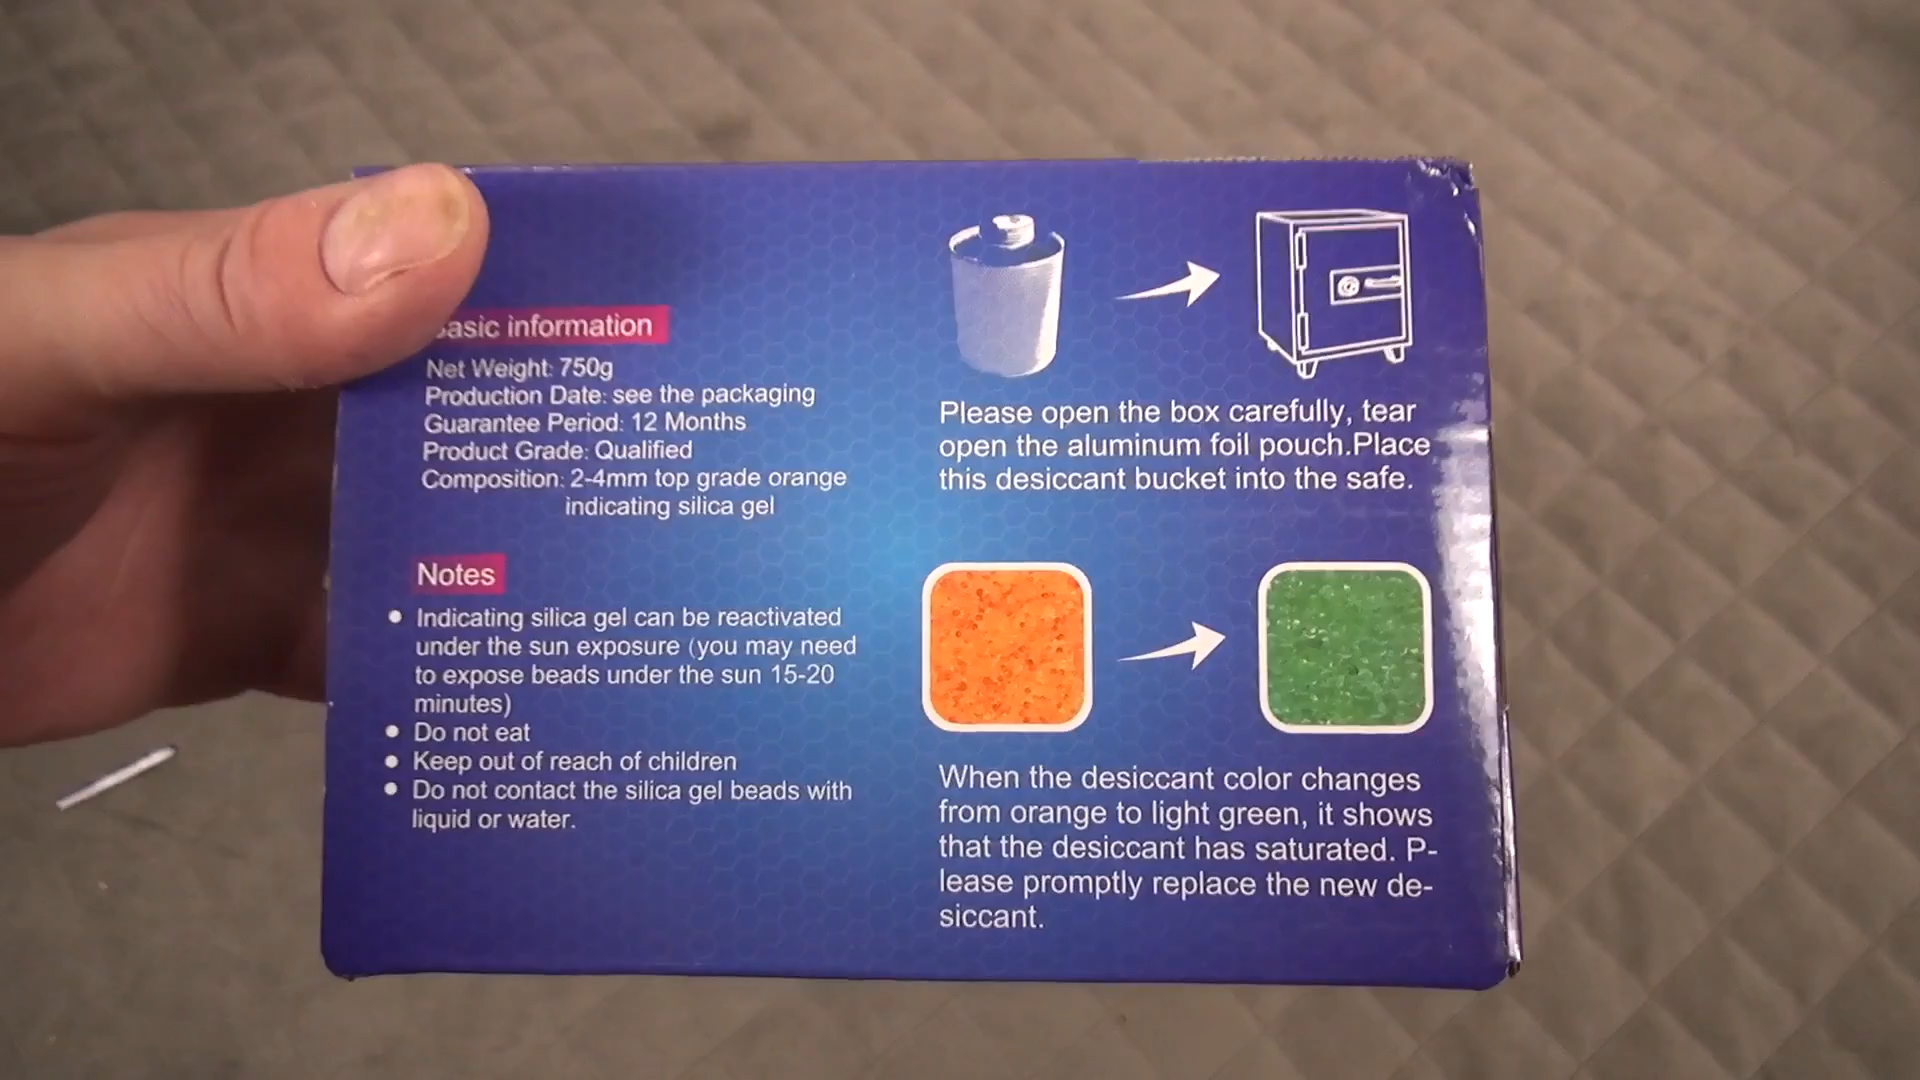 Basic information
Net Weight: 750g
Production Date: see the packaging
Guarantee Period: 12 Months
Product Grade: Qualified
Composition: 2-4mm top grade orange
indicating silica gel
Notes
Indicating silica gel can be reactivated
under the sun exposure (you may need
to expose beads under the sun 15-20
minutes)
Do not eat
Keep out of reach of children
Do not contact the silica gel beads with
liquid or water.
Please open the box carefully, tear
open the aluminum foil pouch.Place
this desiccant bucket into the safe.
When the desiccant color changes
from orange to light green, it shows
that the desiccant has saturated. P-
lease promptly replace the new de-
siccant.